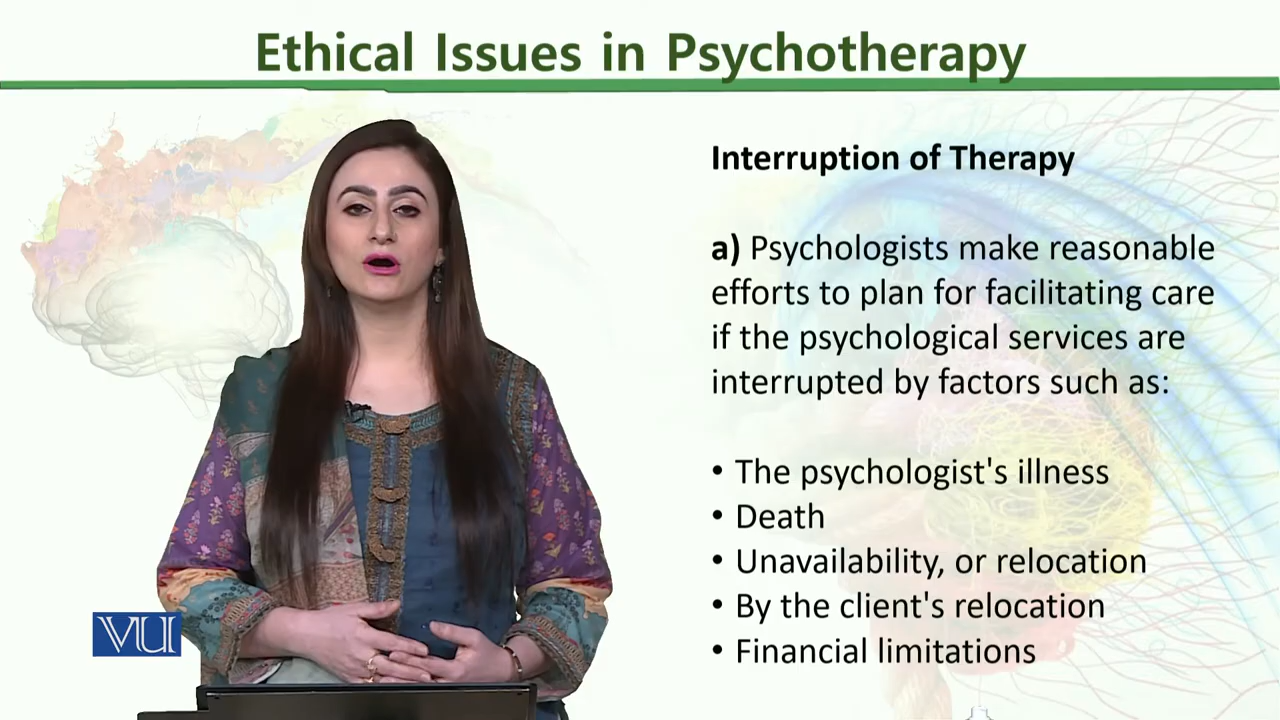 Ethical Issues in Psychotherapy
Interruption of Therapy
a) Psychologists make reasonable
efforts to plan for facilitating care
if the psychological services are
interrupted by factors such as:
• The psychologist's illness
• Death
• Unavailability, or relocation
• By the client's relocation
• Financial limitations
VU